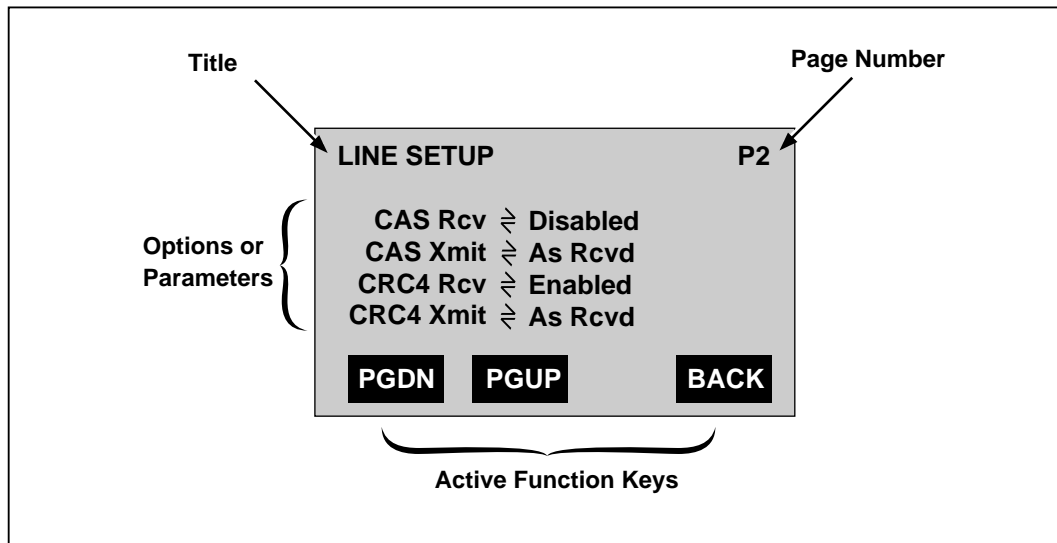 Title
Page Number
LINE SETUP P2
Options or
Parameters
CAS Rcv ⇌ Disabled
CAS Xmit ⇌ As Rcvd
CRC4 Rcv ⇌ Enabled
CRC4 Xmit ⇌ As Rcvd
PGDN PGUP BACK
Active Function Keys